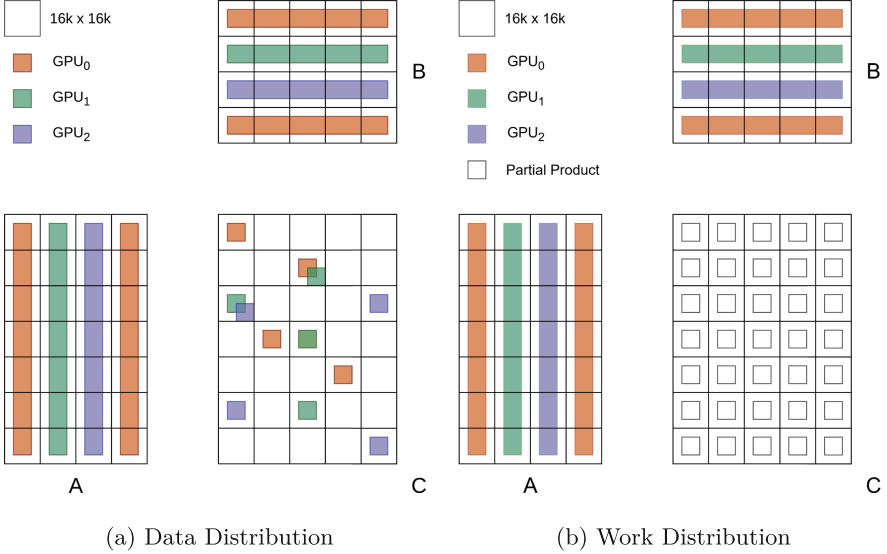 16k x 16k
GPU0
GPU1
GPU2
B
A
C
(a) Data Distribution
16k x 16k
GPU0
GPU1
GPU2
Partial Product
B
A
C
(b) Work Distribution